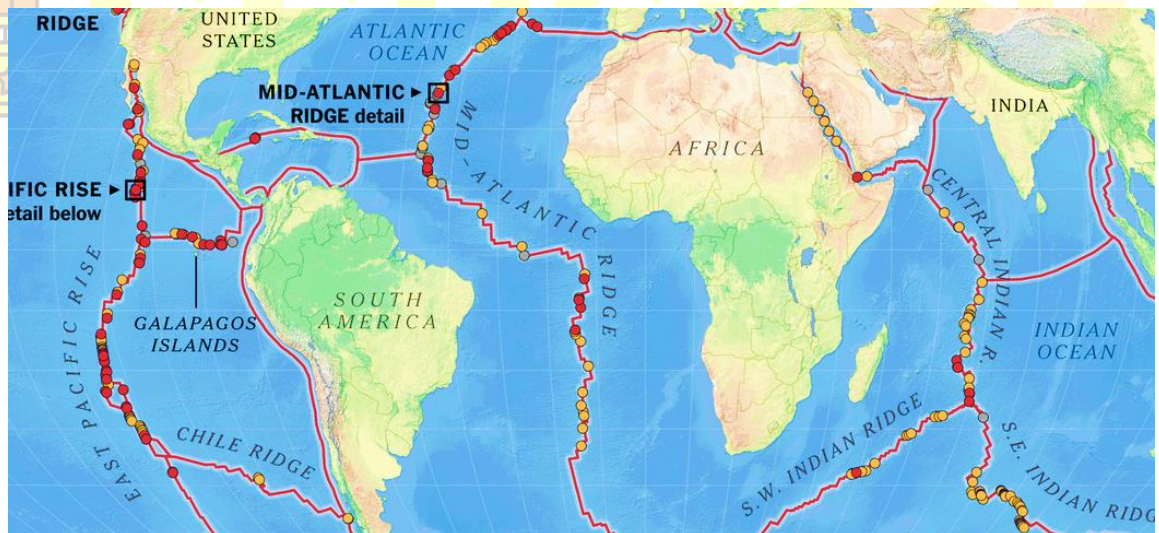 RIDGE
UNITED
STATES
ATLANTIC
OCEAN
MID-ATLANTIC
RIDGE detail
MID-ATLANTIC RIDGE
AFRICA
INDIA
IFIC RISE
etail below
CENTRAL INDIAN R.
EAST PACIFIC RISE
GALAPAGOS
ISLANDS
SOUTH
AMERICA
INDIAN
OCEAN
CHILE RIDGE
S.W. INDIAN RIDGE
S.E. INDIAN RIDG